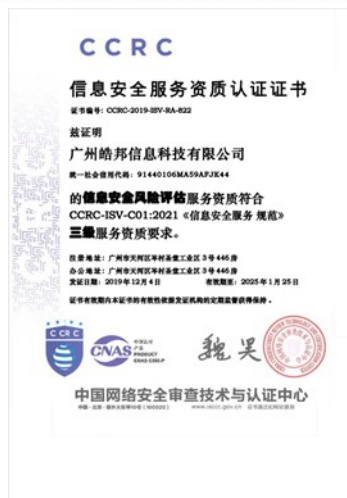 CCRC
信息安全服务资质认证证书
证书编号: CCRC-2019-ISV-RA-822
兹证明
广州皓邦信息科技有限公司
统一社会信用代码: 91440106MA59APJK44
的信息安全风险评估服务资质符合
CCRC-ISV-C01:2021《信息安全服务 规范》
三级服务资质要求。
注册地址: 广州市天河区岑村圣堂工业区3号446房
办公地址: 广州市天河区岑村圣堂工业区3号446房
发证日期: 2019年12月4日 有效期至: 2025年1月25日
证书有效期内本证书的有效性依据发证机构的定期监督获得保持。
CCRC
CNAS
PRODUCT
魏昊
中国网络安全审查技术与认证中心
www.isccc.gov.cn